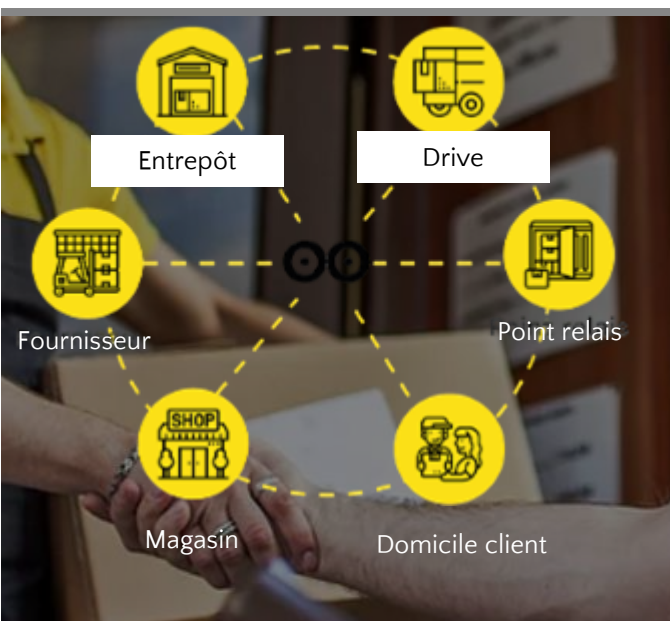 Entrepôt
Drive
Fournisseur
Point relais
SHOP
Magasin
Domicile client